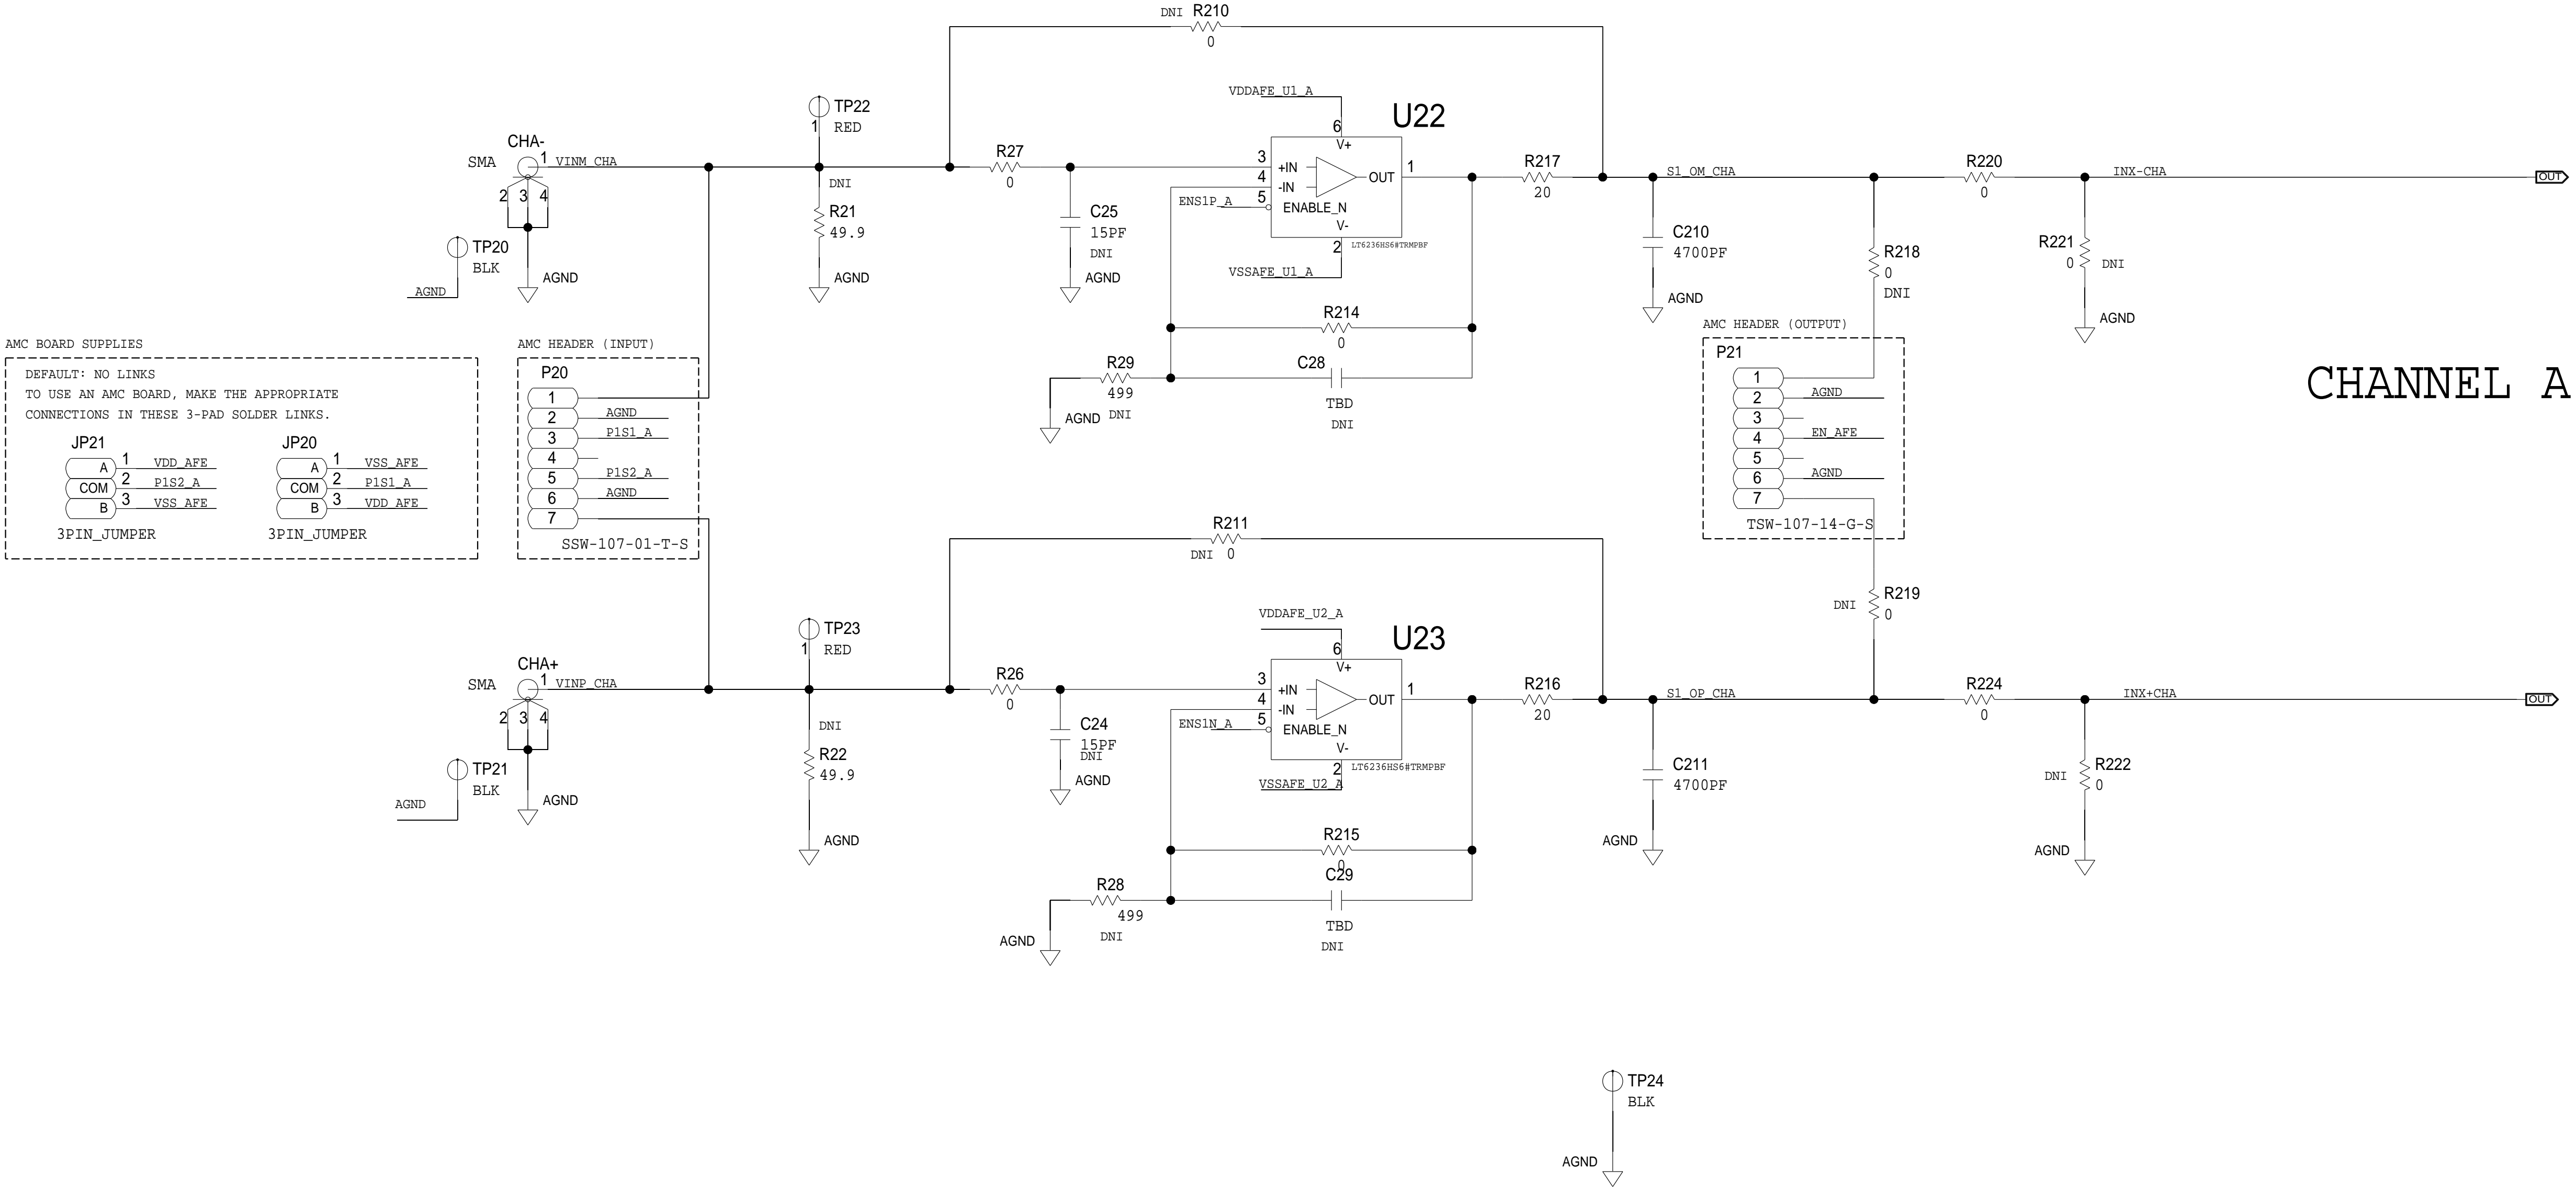 DNI R210
0
VDDAFE_U1_A
U22
TP22
1 RED
6
V+
CHA-
SMA
1 VINM_CHA
2 3 4
R27
0
3 +IN
4 -IN
5 ENABLE_N
ENS1P_A
OUT 1
V-
2
LT6236HS6#TRMPBF
VSSAFE_U1_A
R217
20
S1_OM_CHA
R220
0
INX-CHA
OUT
DNI
R21
49.9
AGND
C25
15PF
DNI
AGND
TP20
BLK
AGND
AGND
C210
4700PF
AGND
R218
0
DNI
R221
0 DNI
AGND
R214
0
R29
499
DNI
AGND
C28
TBD
DNI
AMC BOARD SUPPLIES
DEFAULT: NO LINKS
TO USE AN AMC BOARD, MAKE THE APPROPRIATE
CONNECTIONS IN THESE 3-PAD SOLDER LINKS.
JP21
A 1 VDD_AFE
COM 2 P1S2_A
B 3 VSS_AFE
3PIN_JUMPER
JP20
A 1 VSS_AFE
COM 2 P1S1_A
B 3 VDD_AFE
3PIN_JUMPER
AMC HEADER (INPUT)
P20
1
2 AGND
3 P1S1_A
4
5 P1S2_A
6 AGND
7
SSW-107-01-T-S
AMC HEADER (OUTPUT)
P21
1
2 AGND
3
4 EN_AFE
5
6 AGND
7
TSW-107-14-G-S
CHANNEL A
R211
DNI 0
VDDAFE_U2_A
U23
TP23
1 RED
6
V+
CHA+
SMA
1 VINP_CHA
2 3 4
R26
0
3 +IN
4 -IN
5 ENABLE_N
ENS1N_A
OUT 1
V-
2
LT6236HS6#TRMPBF
VSSAFE_U2_A
R216
20
S1_OP_CHA
DNI R219
0
R224
0
INX+CHA
OUT
DNI
R22
49.9
AGND
C24
15PF
DNI
AGND
TP21
BLK
AGND
AGND
C211
4700PF
AGND
R222
DNI 0
AGND
R215
0
C29
TBD
DNI
R28
499
DNI
AGND
TP24
BLK
AGND